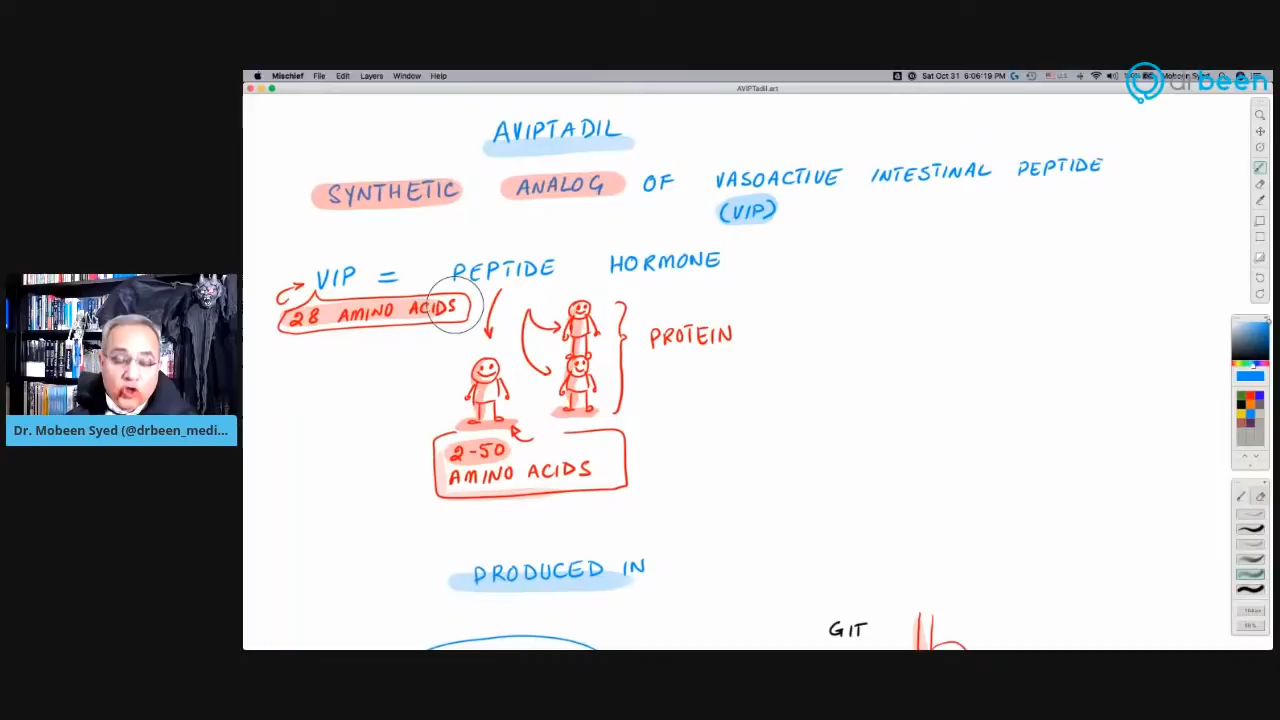 Mischief File Edit Layers Window Help
Sat Oct 31 6:06:19 PM
drbeen
AVIPTadil.art
AVIPTADIL
SYNTHETIC ANALOG OF VASOACTIVE INTESTINAL PEPTIDE
(VIP)
VIP = PEPTIDE HORMONE
28 AMINO ACIDS
PROTEIN
2-50
AMINO ACIDS
PRODUCED IN
GIT
Dr. Mobeen Syed (@drbeen_medi...